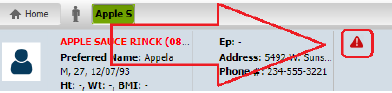 Home Apple S
APPLE SAUCE RINCK (08... Ep: -
Preferred Name: Appela Address: 5492 W. Suns...
M, 27, 12/07/93 Phone #: 234-555-3221
Ht: -, Wt: -, BMI: -